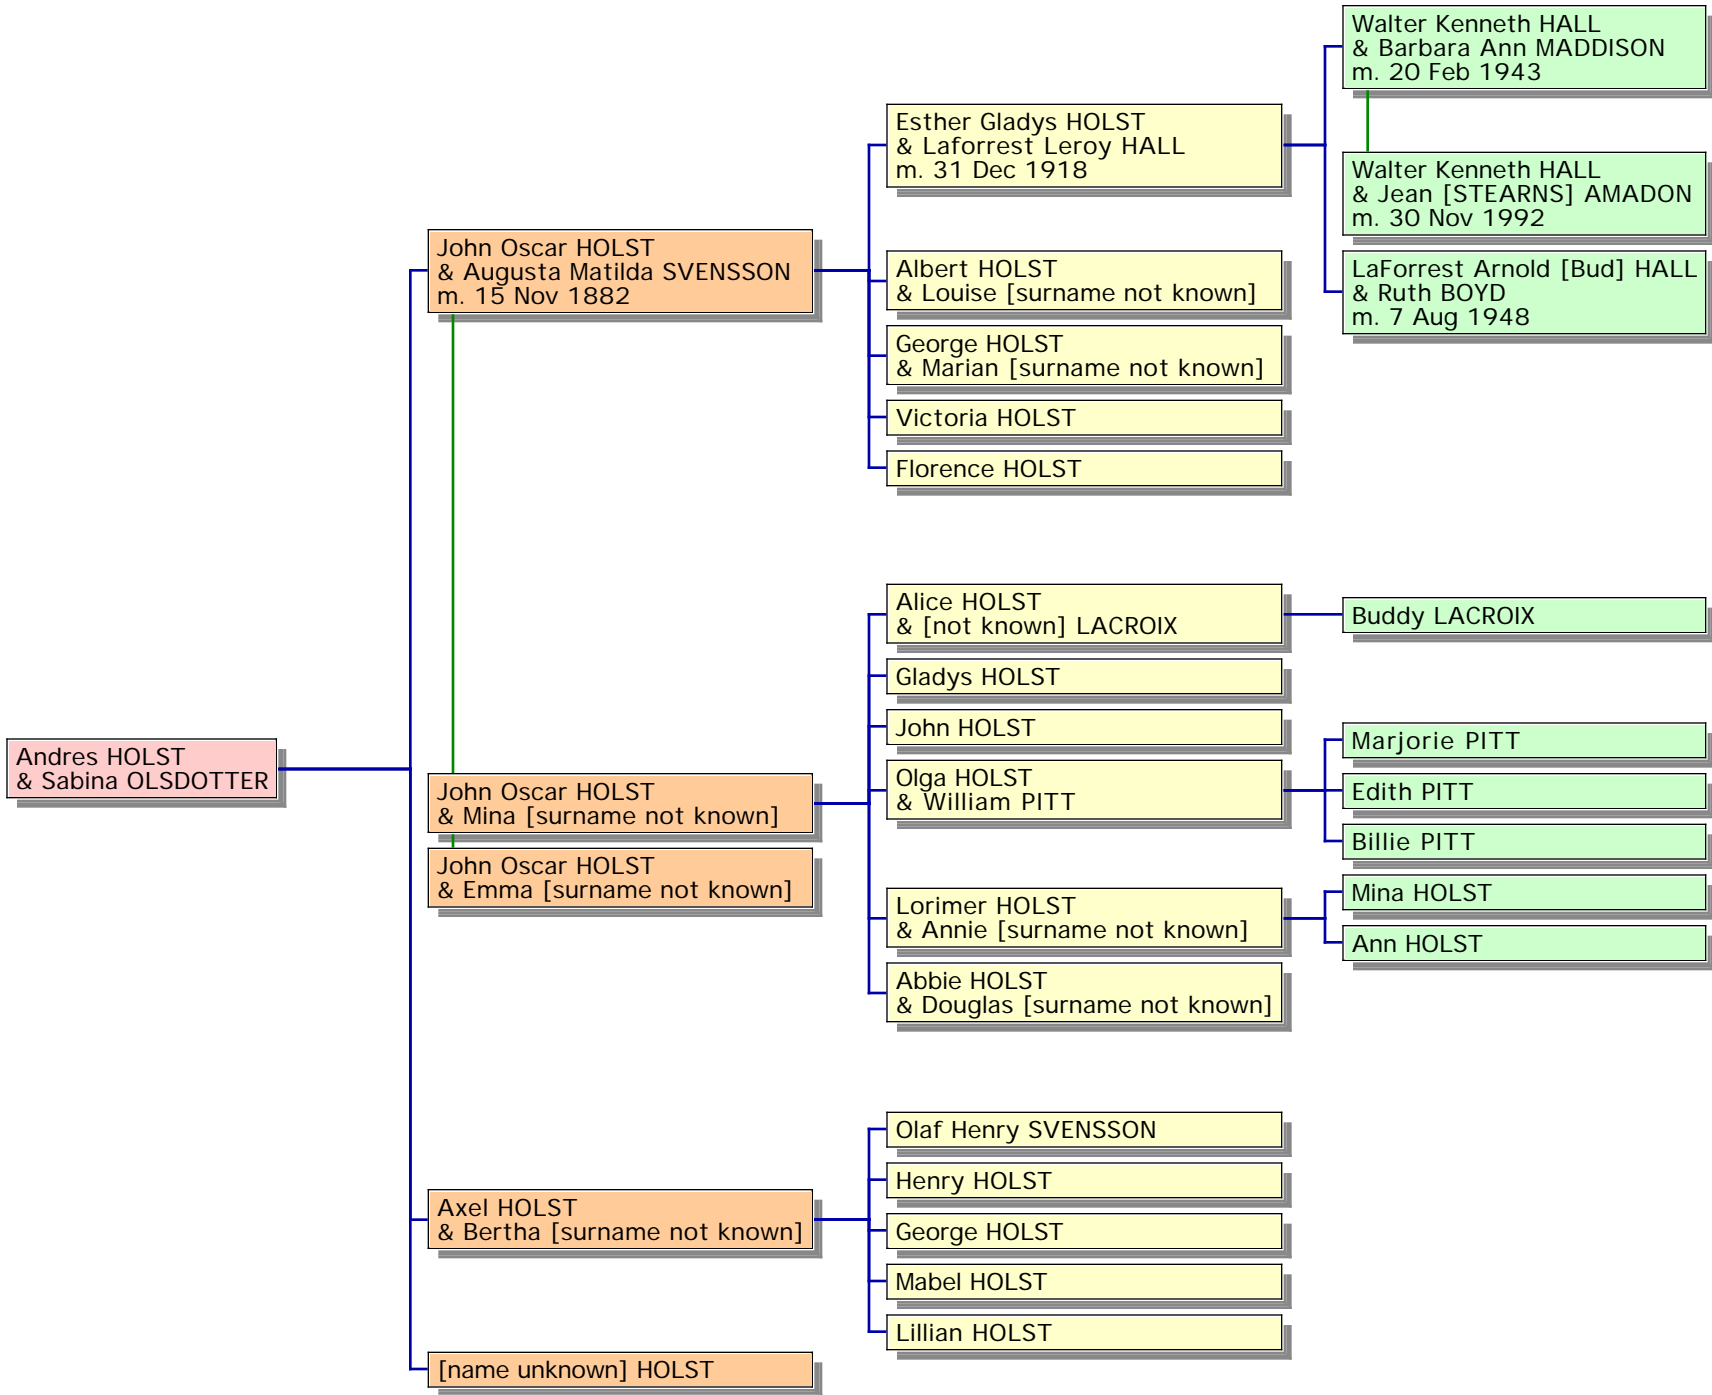 Andres HOLST
& Sabina OLSDOTTER
John Oscar HOLST
& Augusta Matilda SVENSSON
m. 15 Nov 1882
Esther Gladys HOLST
& Laforrest Leroy HALL
m. 31 Dec 1918
Walter Kenneth HALL
& Barbara Ann MADDISON
m. 20 Feb 1943
Walter Kenneth HALL
& Jean [STEARNS] AMADON
m. 30 Nov 1992
LaForrest Arnold [Bud] HALL
& Ruth BOYD
m. 7 Aug 1948
Albert HOLST
& Louise [surname not known]
George HOLST
& Marian [surname not known]
Victoria HOLST
Florence HOLST
John Oscar HOLST
& Mina [surname not known]
Alice HOLST
& [not known] LACROIX
Buddy LACROIX
Gladys HOLST
John HOLST
Olga HOLST
& William PITT
Marjorie PITT
Edith PITT
Billie PITT
Lorimer HOLST
& Annie [surname not known]
Mina HOLST
Ann HOLST
Abbie HOLST
& Douglas [surname not known]
John Oscar HOLST
& Emma [surname not known]
Axel HOLST
& Bertha [surname not known]
Olaf Henry SVENSSON
Henry HOLST
George HOLST
Mabel HOLST
Lillian HOLST
[name unknown] HOLST